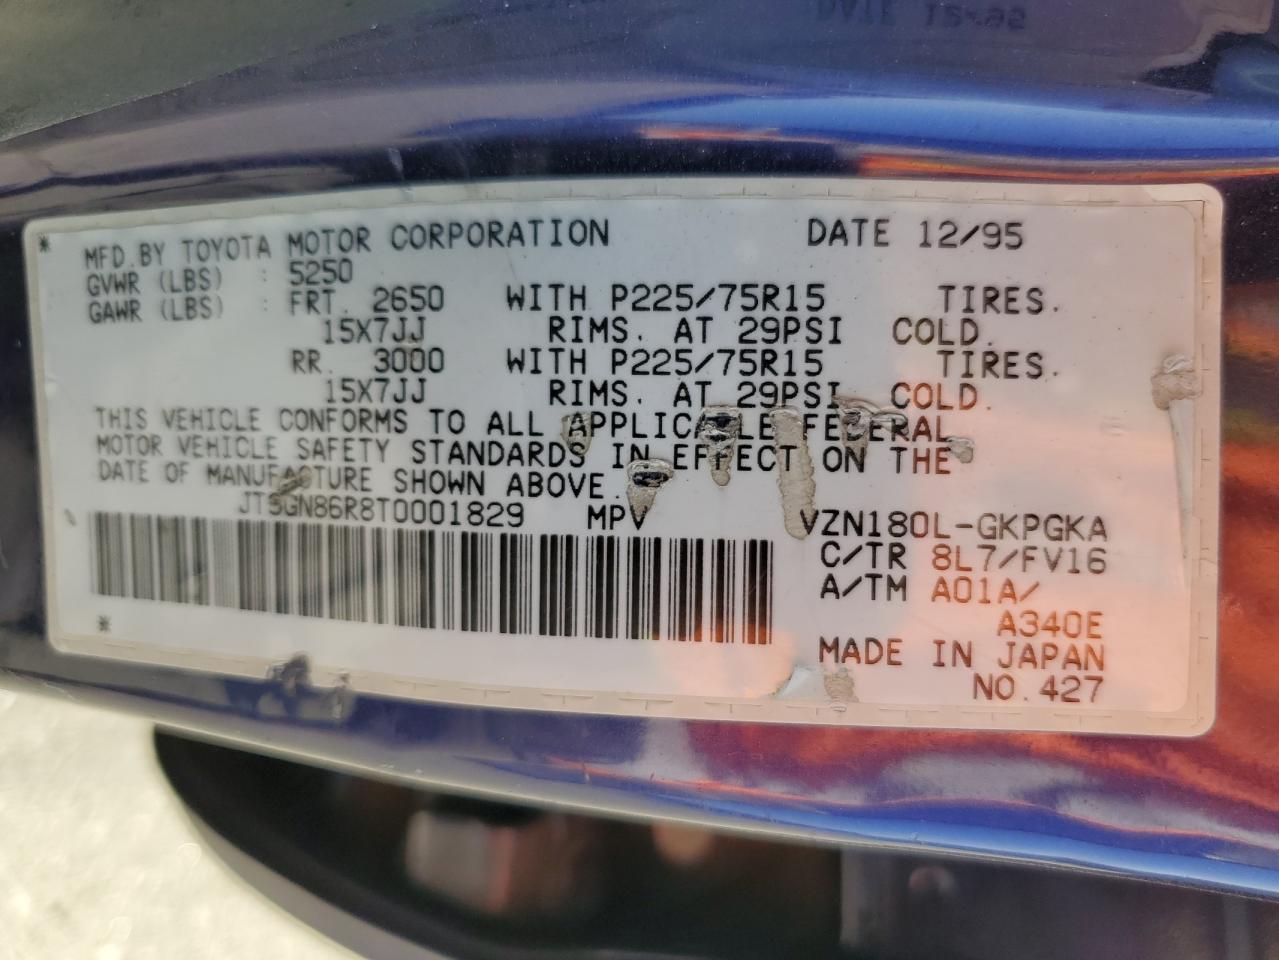 * MFD. BY TOYOTA MOTOR CORPORATION DATE 12/95
GVWR (LBS) : 5250
GAWR (LBS) : FRT. 2650 WITH P225/75R15 TIRES.
15X7JJ RIMS. AT 29PSI COLD.
RR. 3000 WITH P225/75R15 TIRES.
15X7JJ RIMS. AT 29PSI COLD.
THIS VEHICLE CONFORMS TO ALL APPLICABLE FEDERAL
MOTOR VEHICLE SAFETY STANDARDS IN EFFECT ON THE
DATE OF MANUFACTURE SHOWN ABOVE.
JT5GN86R8T0001829 MPV VZN180L-GKPGKA
C/TR 8L7/FV16
A/TM A01A/
* A340E
MADE IN JAPAN
NO. 427